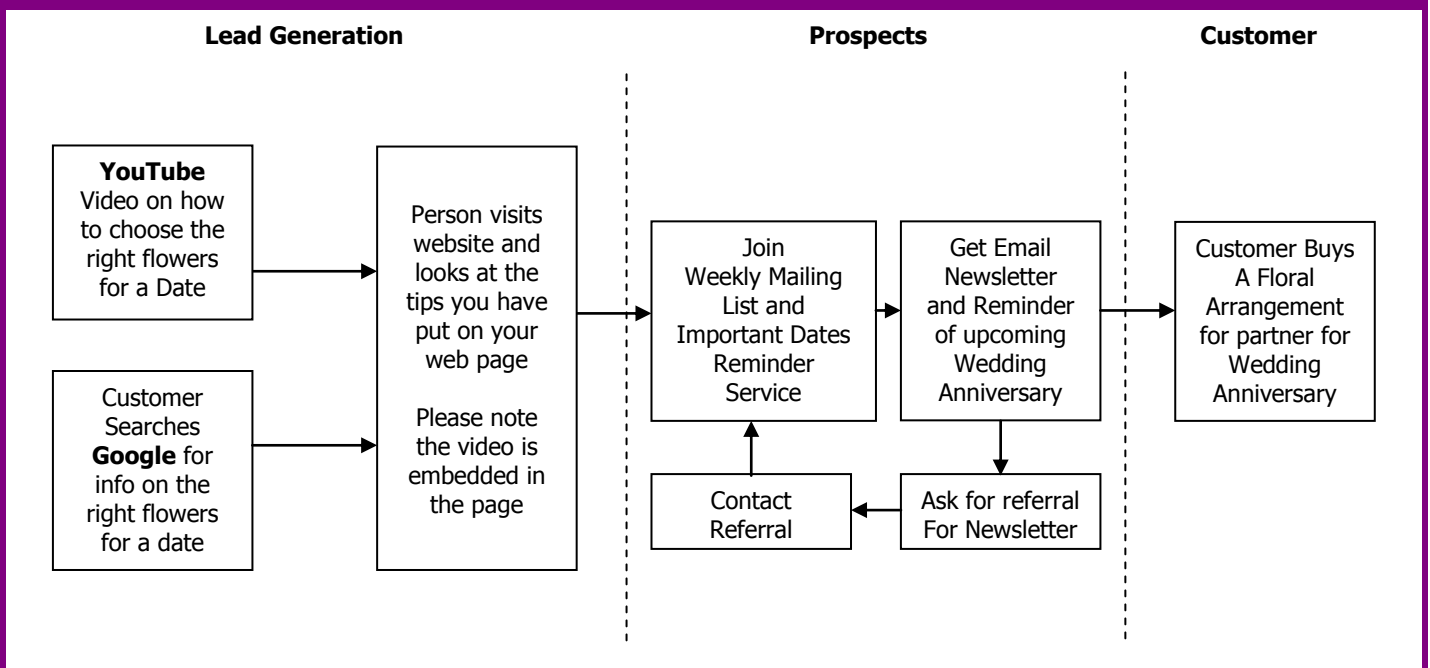 Lead Generation
Prospects
Customer
YouTube
Video on how
to choose the
right flowers
for a Date
Customer
Searches
Google for
info on the
right flowers
for a date
Person visits
website and
looks at the
tips you have
put on your
web page
Please note
the video is
embedded in
the page
Join
Weekly Mailing
List and
Important Dates
Reminder
Service
Get Email
Newsletter
and Reminder
of upcoming
Wedding
Anniversary
Contact
Referral
Ask for referral
For Newsletter
Customer Buys
A Floral
Arrangement
for partner for
Wedding
Anniversary